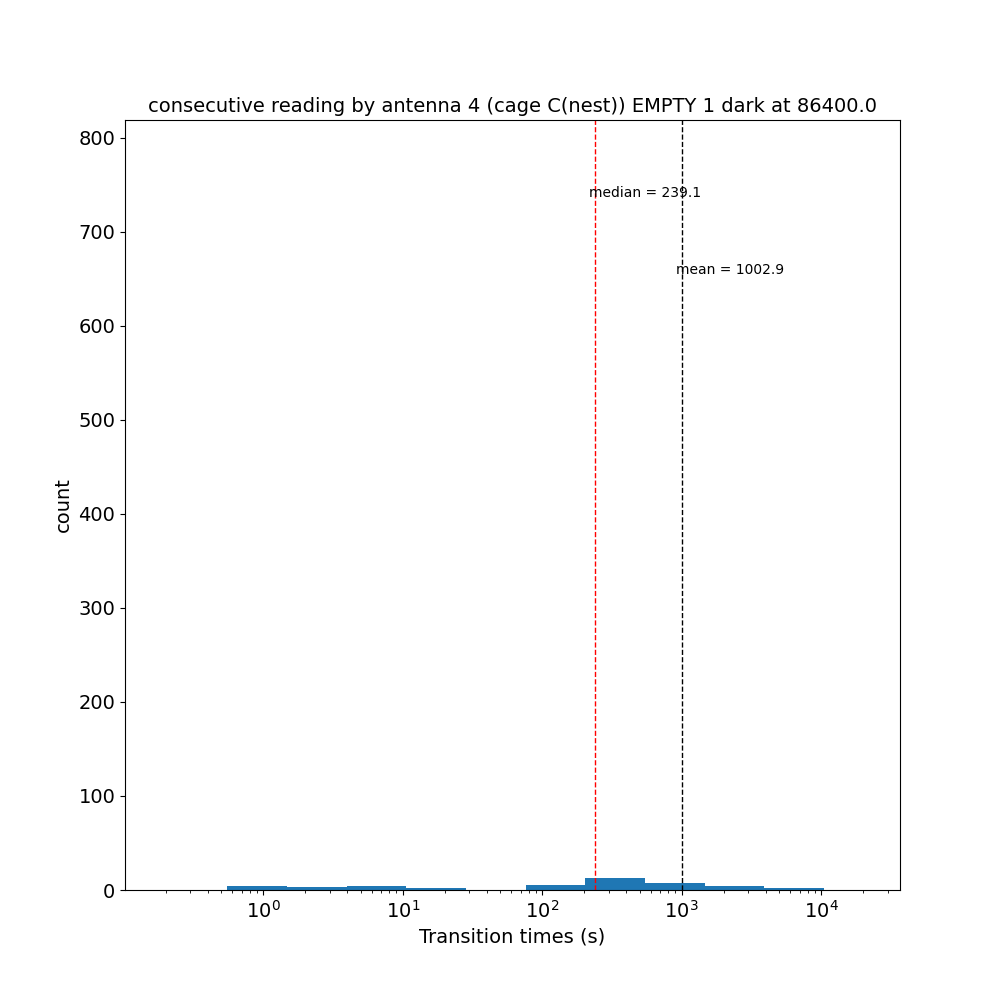 consecutive reading by antenna 4 (cage C(nest)) EMPTY 1 dark at 86400.0
800
700
600
500
400
300
200
100
0
count
median = 239.1
mean = 1002.9
10^0 10^1 10^2 10^3 10^4
Transition times (s)